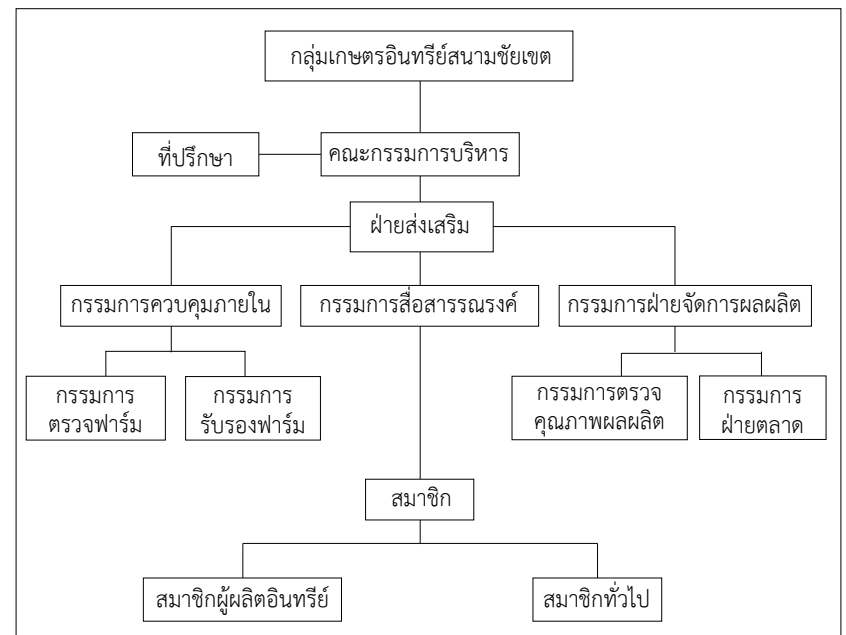 กลุ่มเกษตรอินทรีย์สนามชัยเขต
ที่ปรึกษา
คณะกรรมการบริหาร
ฝ่ายส่งเสริม
กรรมการควบคุมภายใน
กรรมการสื่อสารรณรงค์
กรรมการฝ่ายจัดการผลผลิต
กรรมการ
ตรวจฟาร์ม
กรรมการ
รับรองฟาร์ม
กรรมการตรวจ
คุณภาพผลผลิต
กรรมการ
ฝ่ายตลาด
สมาชิก
สมาชิกผู้ผลิตอินทรีย์
สมาชิกทั่วไป